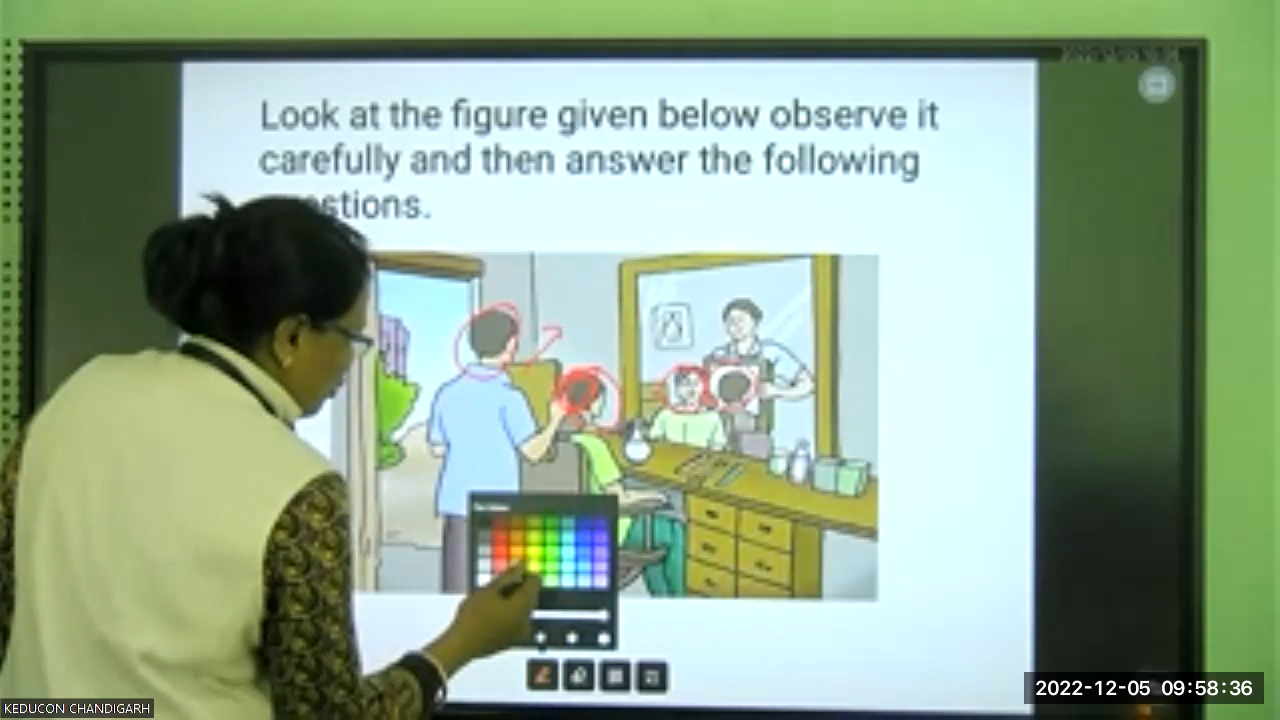 Look at the figure given below observe it
carefully and then answer the following
stions.
KEDUCON CHANDIGARH
2022-12-05 09:58:36